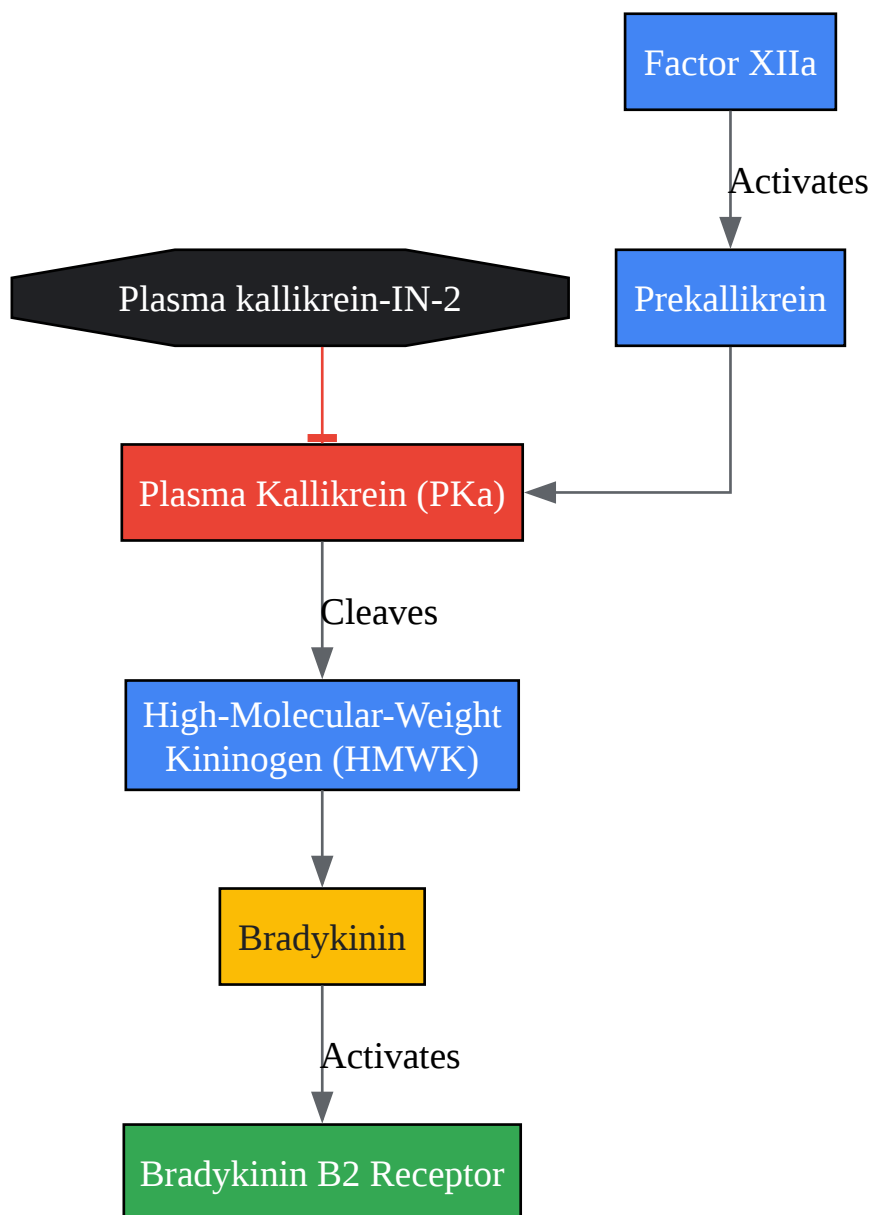 Factor XIIa
Activates
Plasma kallikrein-IN-2
Prekallikrein
Plasma Kallikrein (PKa)
Cleaves
High-Molecular-Weight
Kininogen (HMWK)
Bradykinin
Activates
Bradykinin B2 Receptor